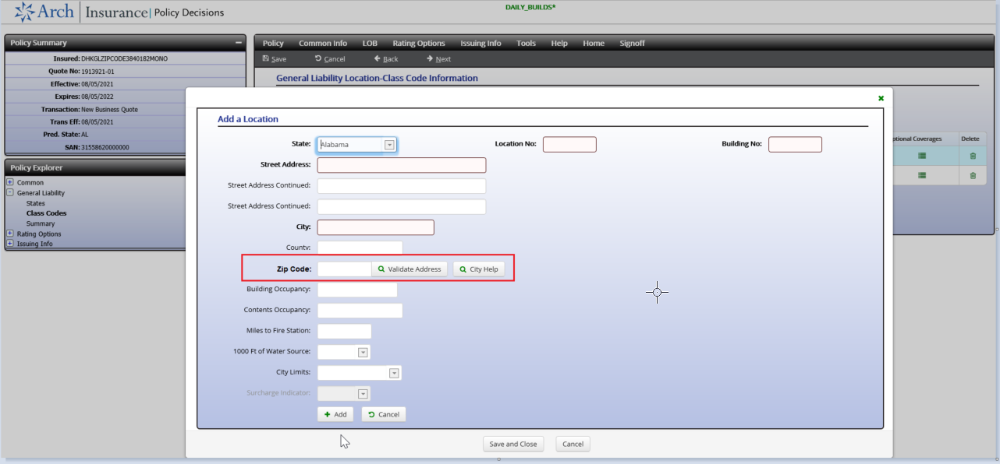 Arch Insurance | Policy Decisions
DAILY_BUILDS*
Policy Summary
Insured: DHKGLZIPCODE3840182MONO
Quote No: 1913921-01
Effective: 08/05/2021
Expires: 08/05/2022
Transaction: New Business Quote
Trans Eff: 08/05/2021
Pred. State: AL
SAN: 31558620000000
Policy Explorer
Common
General Liability
States
Class Codes
Summary
Rating Options
Issuing Info
Policy Common Info LOB Rating Options Issuing Info Tools Help Home Signoff
Save Cancel Back Next
General Liability Location-Class Code Information
ptional Coverages Delete
Add a Location
State: Alabama Location No: Building No:
Street Address:
Street Address Continued:
Street Address Continued:
City:
County:
Zip Code: Validate Address City Help
Building Occupancy:
Contents Occupancy:
Miles to Fire Station:
1000 Ft of Water Source:
City Limits:
Surcharge Indicator:
Add Cancel
Save and Close Cancel